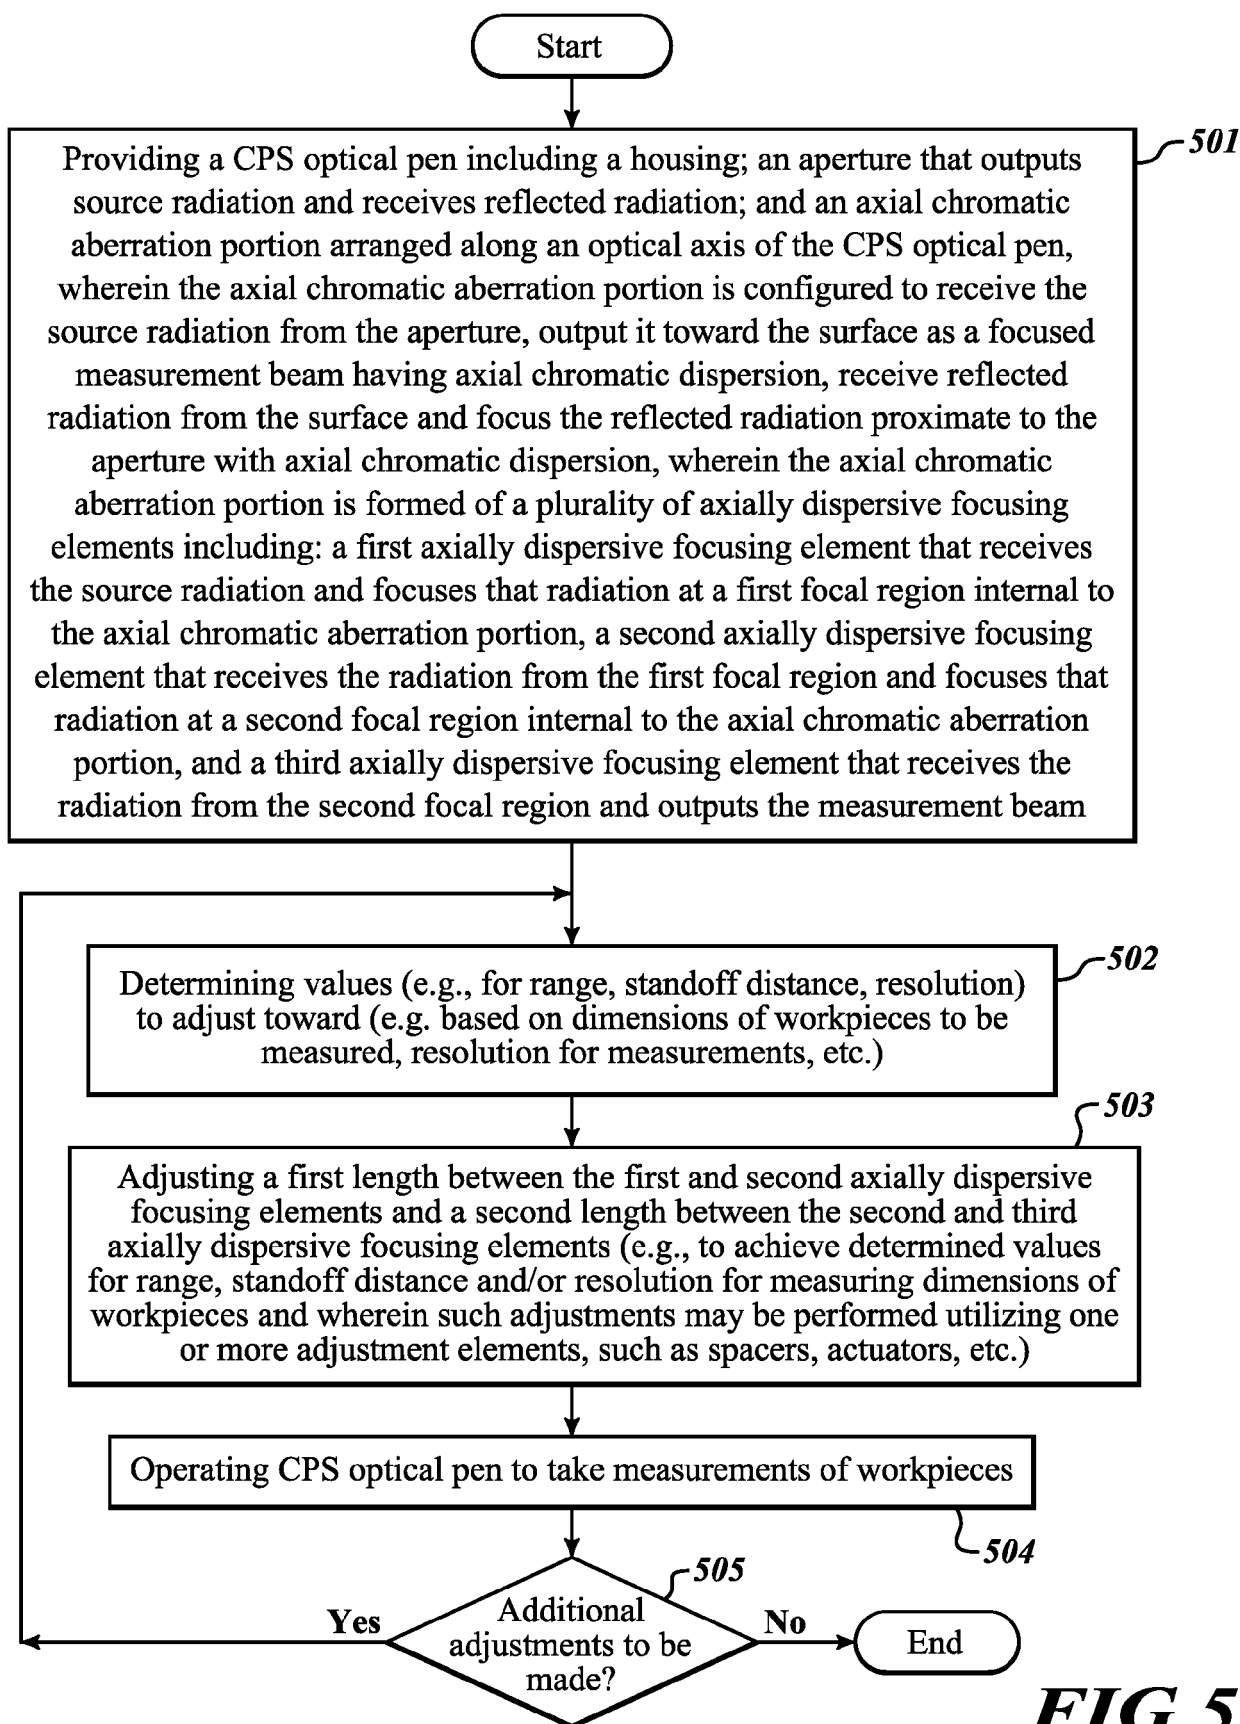 Start
501
Providing a CPS optical pen including a housing; an aperture that outputs
source radiation and receives reflected radiation; and an axial chromatic
aberration portion arranged along an optical axis of the CPS optical pen,
wherein the axial chromatic aberration portion is configured to receive the
source radiation from the aperture, output it toward the surface as a focused
measurement beam having axial chromatic dispersion, receive reflected
radiation from the surface and focus the reflected radiation proximate to the
aperture with axial chromatic dispersion, wherein the axial chromatic
aberration portion is formed of a plurality of axially dispersive focusing
elements including: a first axially dispersive focusing element that receives
the source radiation and focuses that radiation at a first focal region internal to
the axial chromatic aberration portion, a second axially dispersive focusing
element that receives the radiation from the first focal region and focuses that
radiation at a second focal region internal to the axial chromatic aberration
portion, and a third axially dispersive focusing element that receives the
radiation from the second focal region and outputs the measurement beam
502
Determining values (e.g., for range, standoff distance, resolution)
to adjust toward (e.g. based on dimensions of workpieces to be
measured, resolution for measurements, etc.)
503
Adjusting a first length between the first and second axially dispersive
focusing elements and a second length between the second and third
axially dispersive focusing elements (e.g., to achieve determined values
for range, standoff distance and/or resolution for measuring dimensions of
workpieces and wherein such adjustments may be performed utilizing one
or more adjustment elements, such as spacers, actuators, etc.)
Operating CPS optical pen to take measurements of workpieces
504
505
Additional
adjustments to be
made?
Yes
No
End
FIG.5